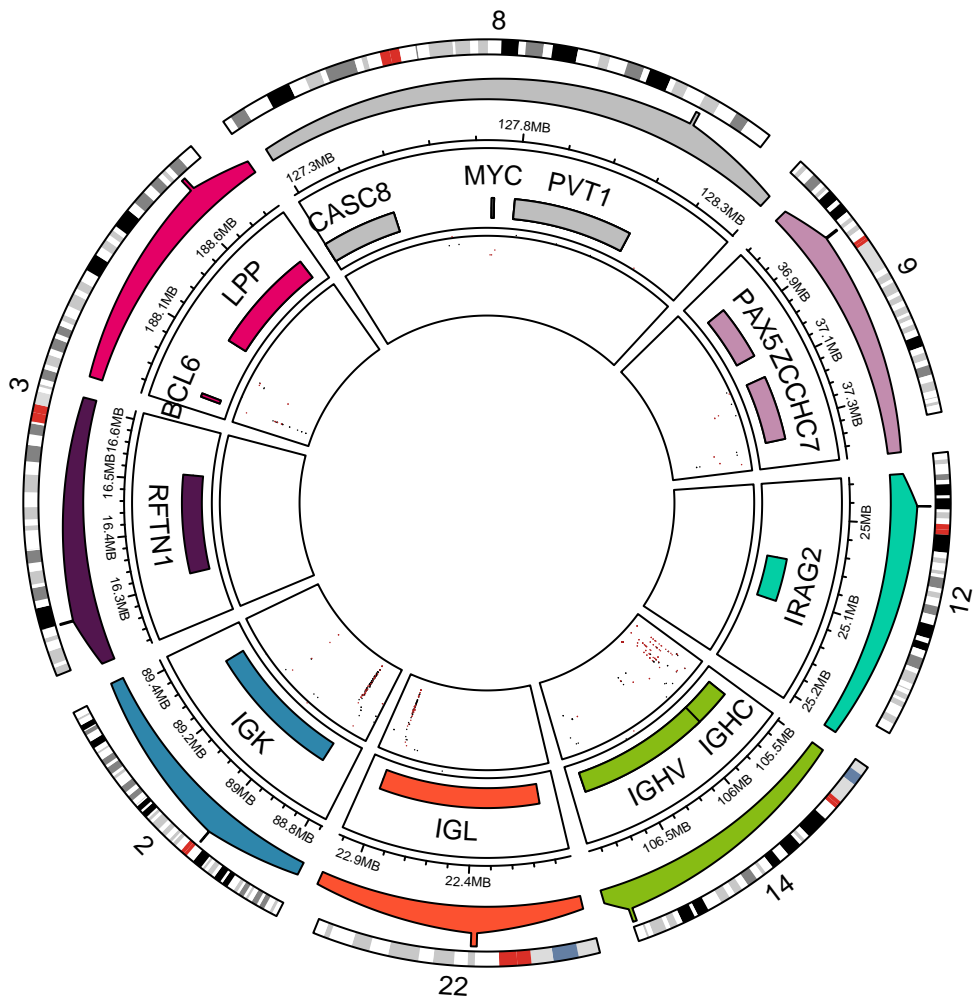 8
127.3MB
127.8MB
128.3MB
CASC8
MYC
PVT1
9
36.9MB
37.1MB
37.3MB
PAX5
ZCCHC7
12
25MB
25.1MB
25.2MB
IRAG2
14
105.5MB
106MB
106.5MB
IGHC
IGHV
22
22.4MB
22.9MB
IGL
2
88.8MB
89MB
89.2MB
89.4MB
IGK
3
16.3MB
16.4MB
16.5MB
16.6MB
RFTN1
188.1MB
188.6MB
BCL6
LPP